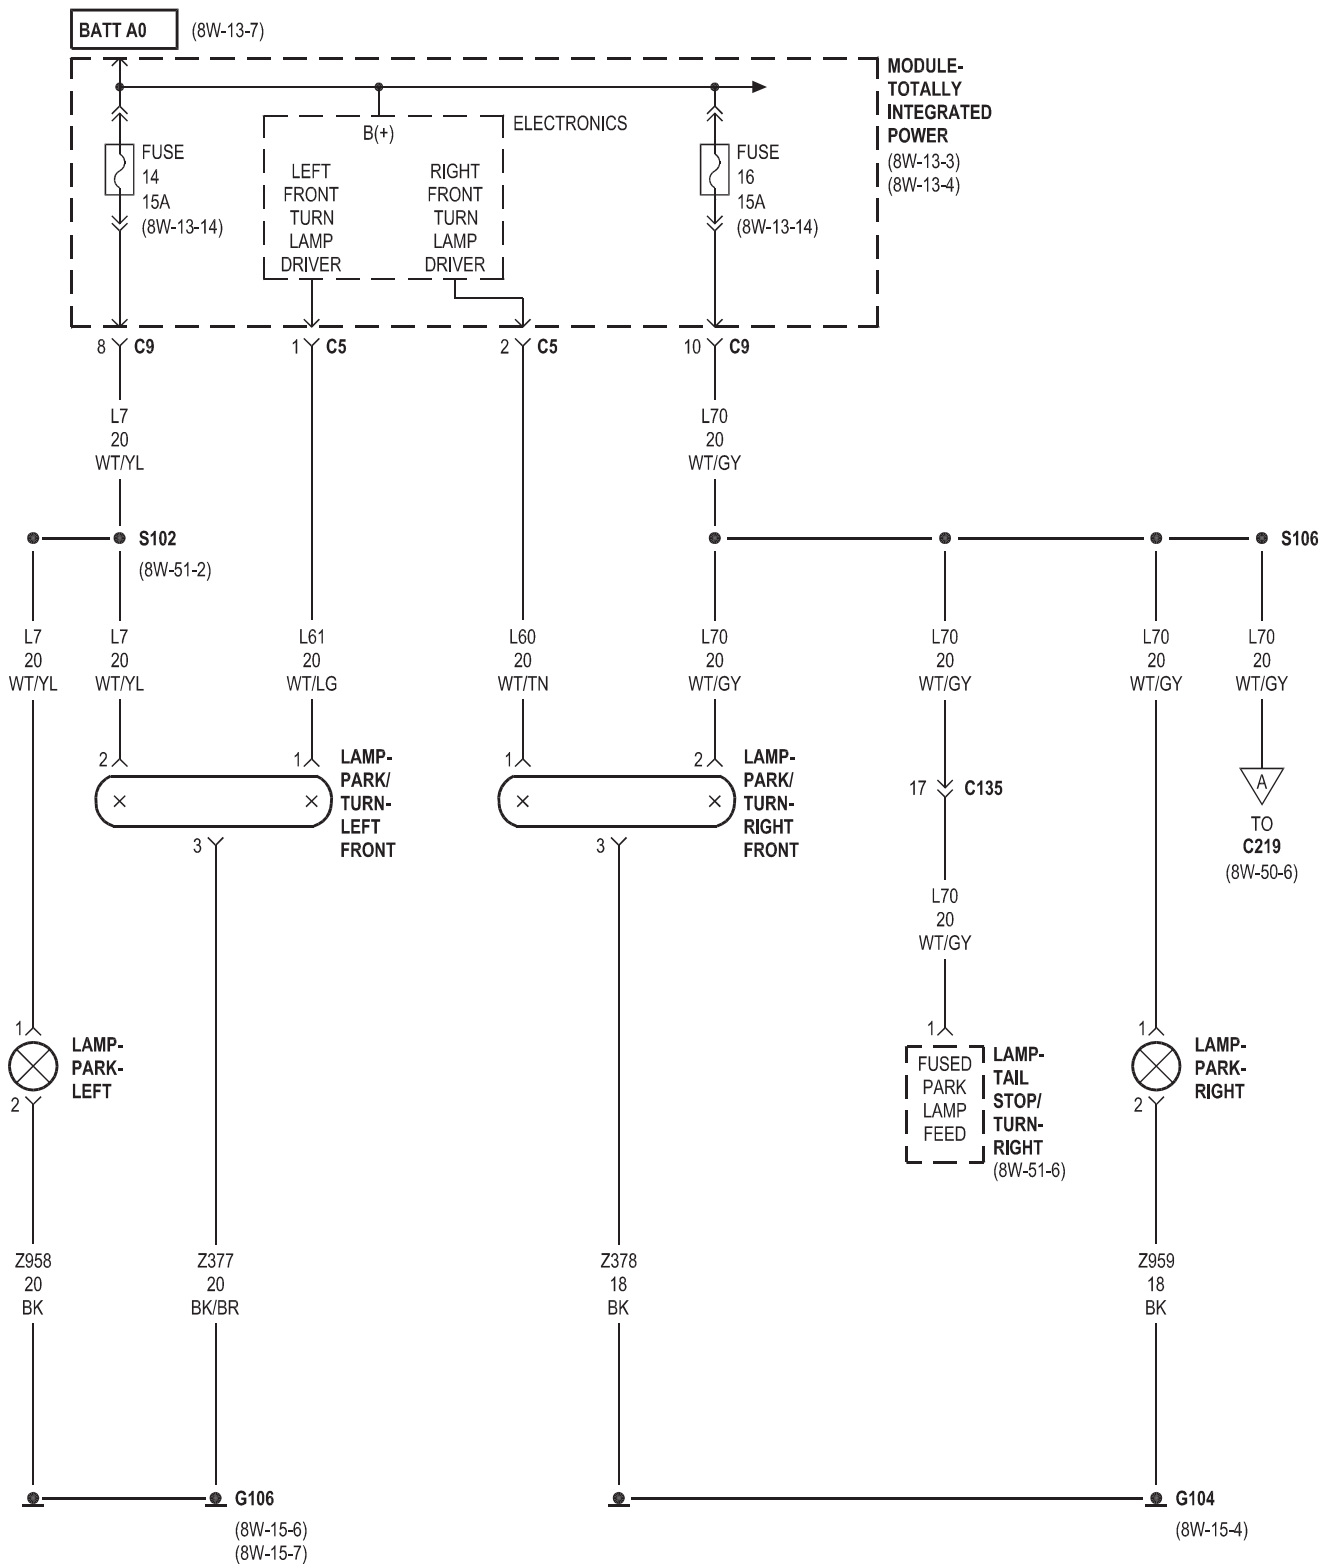 BATT A0 (8W-13-7)
MODULE-
TOTALLY
INTEGRATED
POWER
(8W-13-3)
(8W-13-4)
FUSE
14
15A
(8W-13-14)
B(+)
ELECTRONICS
LEFT
FRONT
TURN
LAMP
DRIVER
RIGHT
FRONT
TURN
LAMP
DRIVER
FUSE
16
15A
(8W-13-14)
8 C9
1 C5
2 C5
10 C9
L7
20
WT/YL
L70
20
WT/GY
S102
(8W-51-2)
S106
L7
20
WT/YL
L7
20
WT/YL
L61
20
WT/LG
L60
20
WT/TN
L70
20
WT/GY
L70
20
WT/GY
L70
20
WT/GY
L70
20
WT/GY
2
1
LAMP-
PARK/
TURN-
LEFT
FRONT
3
1
2
LAMP-
PARK/
TURN-
RIGHT
FRONT
3
17 C135
A
TO
C219
(8W-50-6)
L70
20
WT/GY
1
LAMP-
PARK-
LEFT
2
1
FUSED
PARK
LAMP
FEED
LAMP-
TAIL
STOP/
TURN-
RIGHT
(8W-51-6)
1
LAMP-
PARK-
RIGHT
2
Z958
20
BK
Z377
20
BK/BR
Z378
18
BK
Z959
18
BK
G106
(8W-15-6)
(8W-15-7)
G104
(8W-15-4)